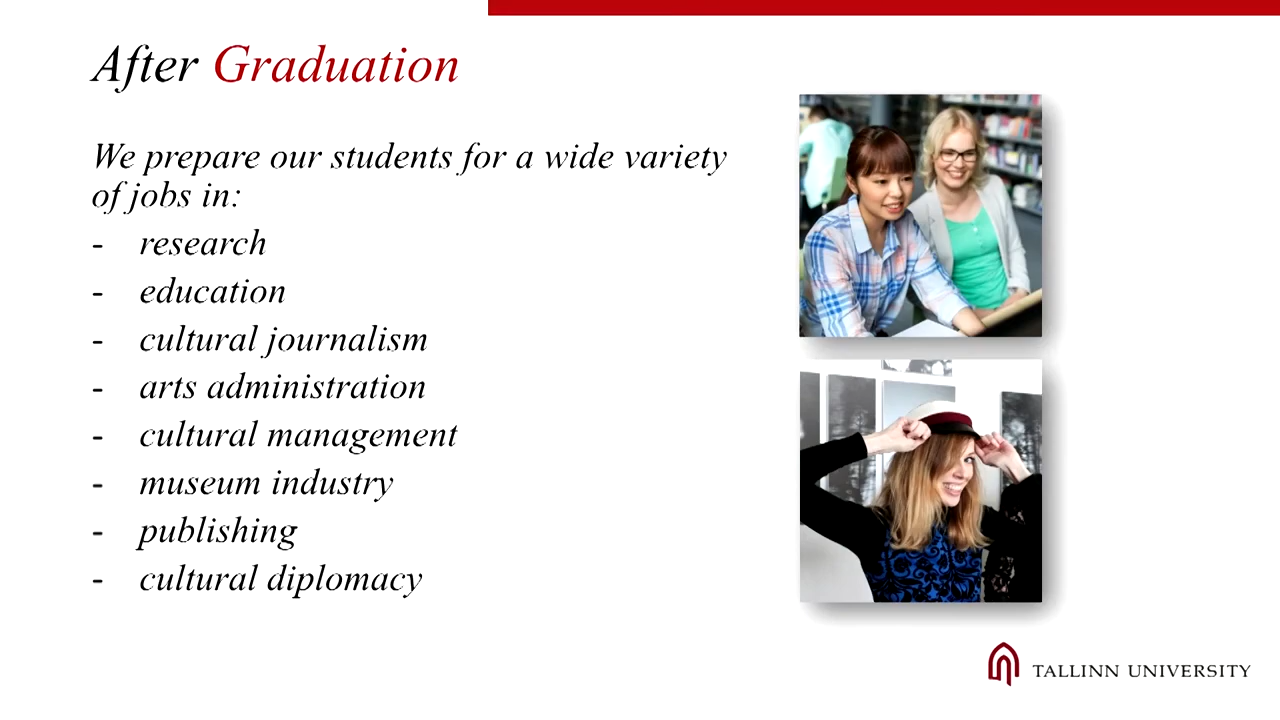 After Graduation
We prepare our students for a wide variety
of jobs in:
- research
- education
- cultural journalism
- arts administration
- cultural management
- museum industry
- publishing
- cultural diplomacy
TALLINN UNIVERSITY